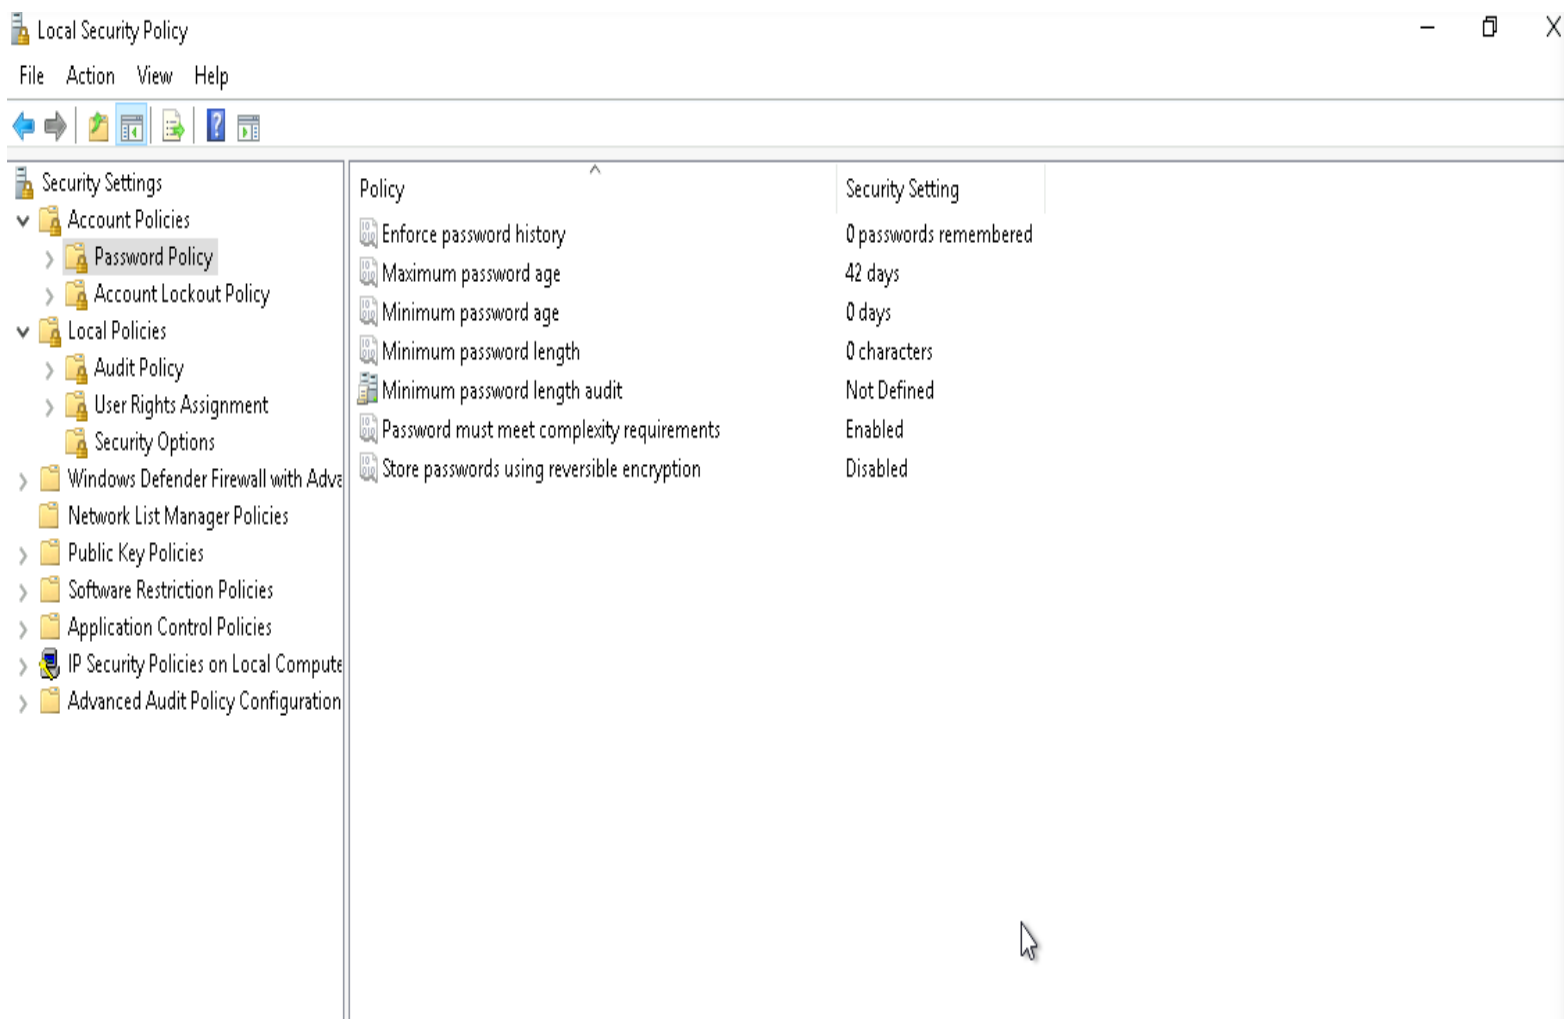 Local Security Policy
File Action View Help
Security Settings
Account Policies
Password Policy
Account Lockout Policy
Local Policies
Audit Policy
User Rights Assignment
Security Options
Windows Defender Firewall with Adva
Network List Manager Policies
Public Key Policies
Software Restriction Policies
Application Control Policies
IP Security Policies on Local Compute
Advanced Audit Policy Configuration
Policy Security Setting
Enforce password history 0 passwords remembered
Maximum password age 42 days
Minimum password age 0 days
Minimum password length 0 characters
Minimum password length audit Not Defined
Password must meet complexity requirements Enabled
Store passwords using reversible encryption Disabled